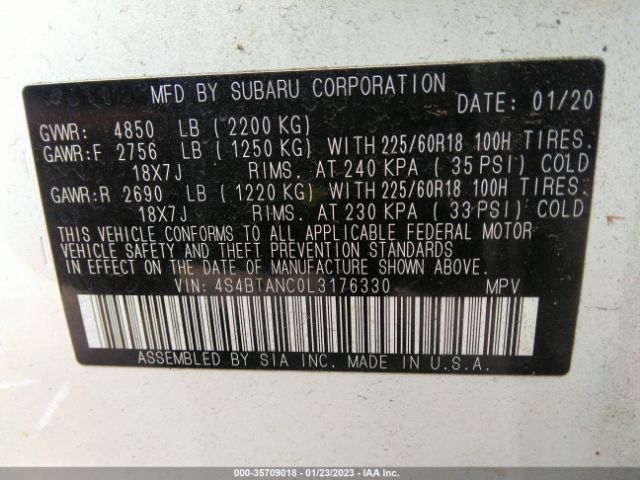 MFD BY SUBARU CORPORATION
DATE: 01/20
GVWR: 4850 LB (2200 KG)
GAWR:F 2756 LB (1250 KG) WITH 225/60R18 100H TIRES.
18X7J RIMS. AT 240 KPA (35 PSI) COLD
GAWR:R 2690 LB (1220 KG) WITH 225/60R18 100H TIRES.
18X7J RIMS. AT 230 KPA (33 PSI) COLD
THIS VEHICLE CONFORMS TO ALL APPLICABLE FEDERAL MOTOR
VEHICLE SAFETY AND THEFT PREVENTION STANDARDS
IN EFFECT ON THE DATE OF MANUFACTURE SHOWN ABOVE.
VIN: 4S4BTANC0L3176330 MPV
ASSEMBLED BY SIA INC. MADE IN U.S.A.
000-35709018 - 01/23/2023 - IAA Inc.